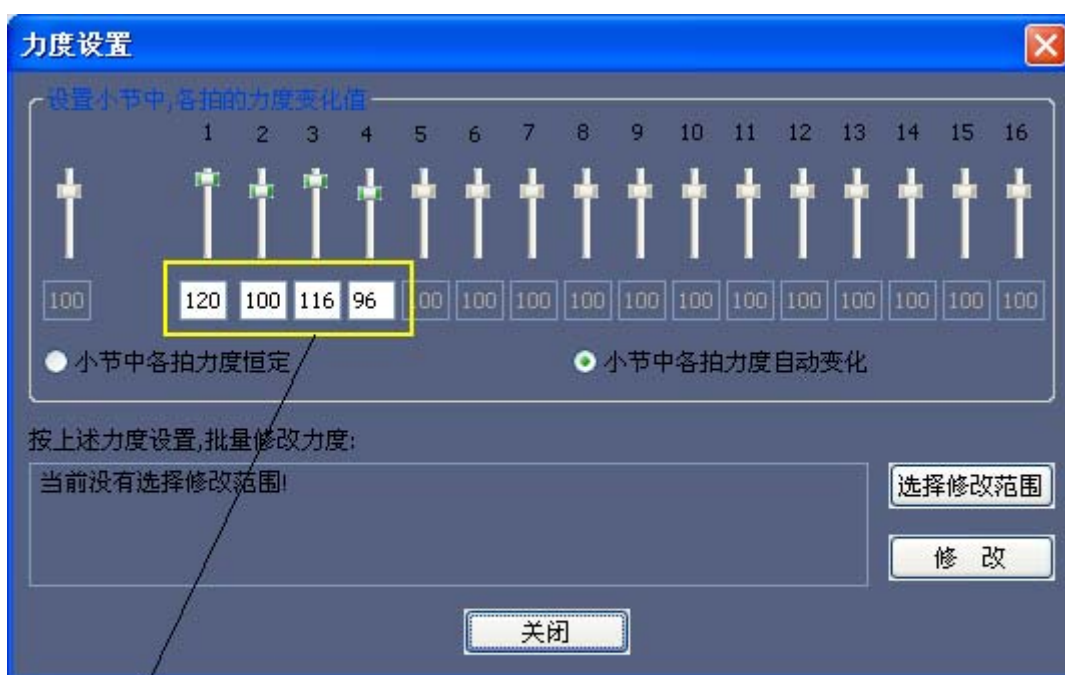 力度设置
设置小节中,各拍的力度变化值
1 2 3 4 5 6 7 8 9 10 11 12 13 14 15 16
100 120 100 116 96 100 100 100 100 100 100 100 100 100 100 100 100
小节中各拍力度恒定 小节中各拍力度自动变化
按上述力度设置,批量修改力度:
当前没有选择修改范围!
选择修改范围
修 改
关闭